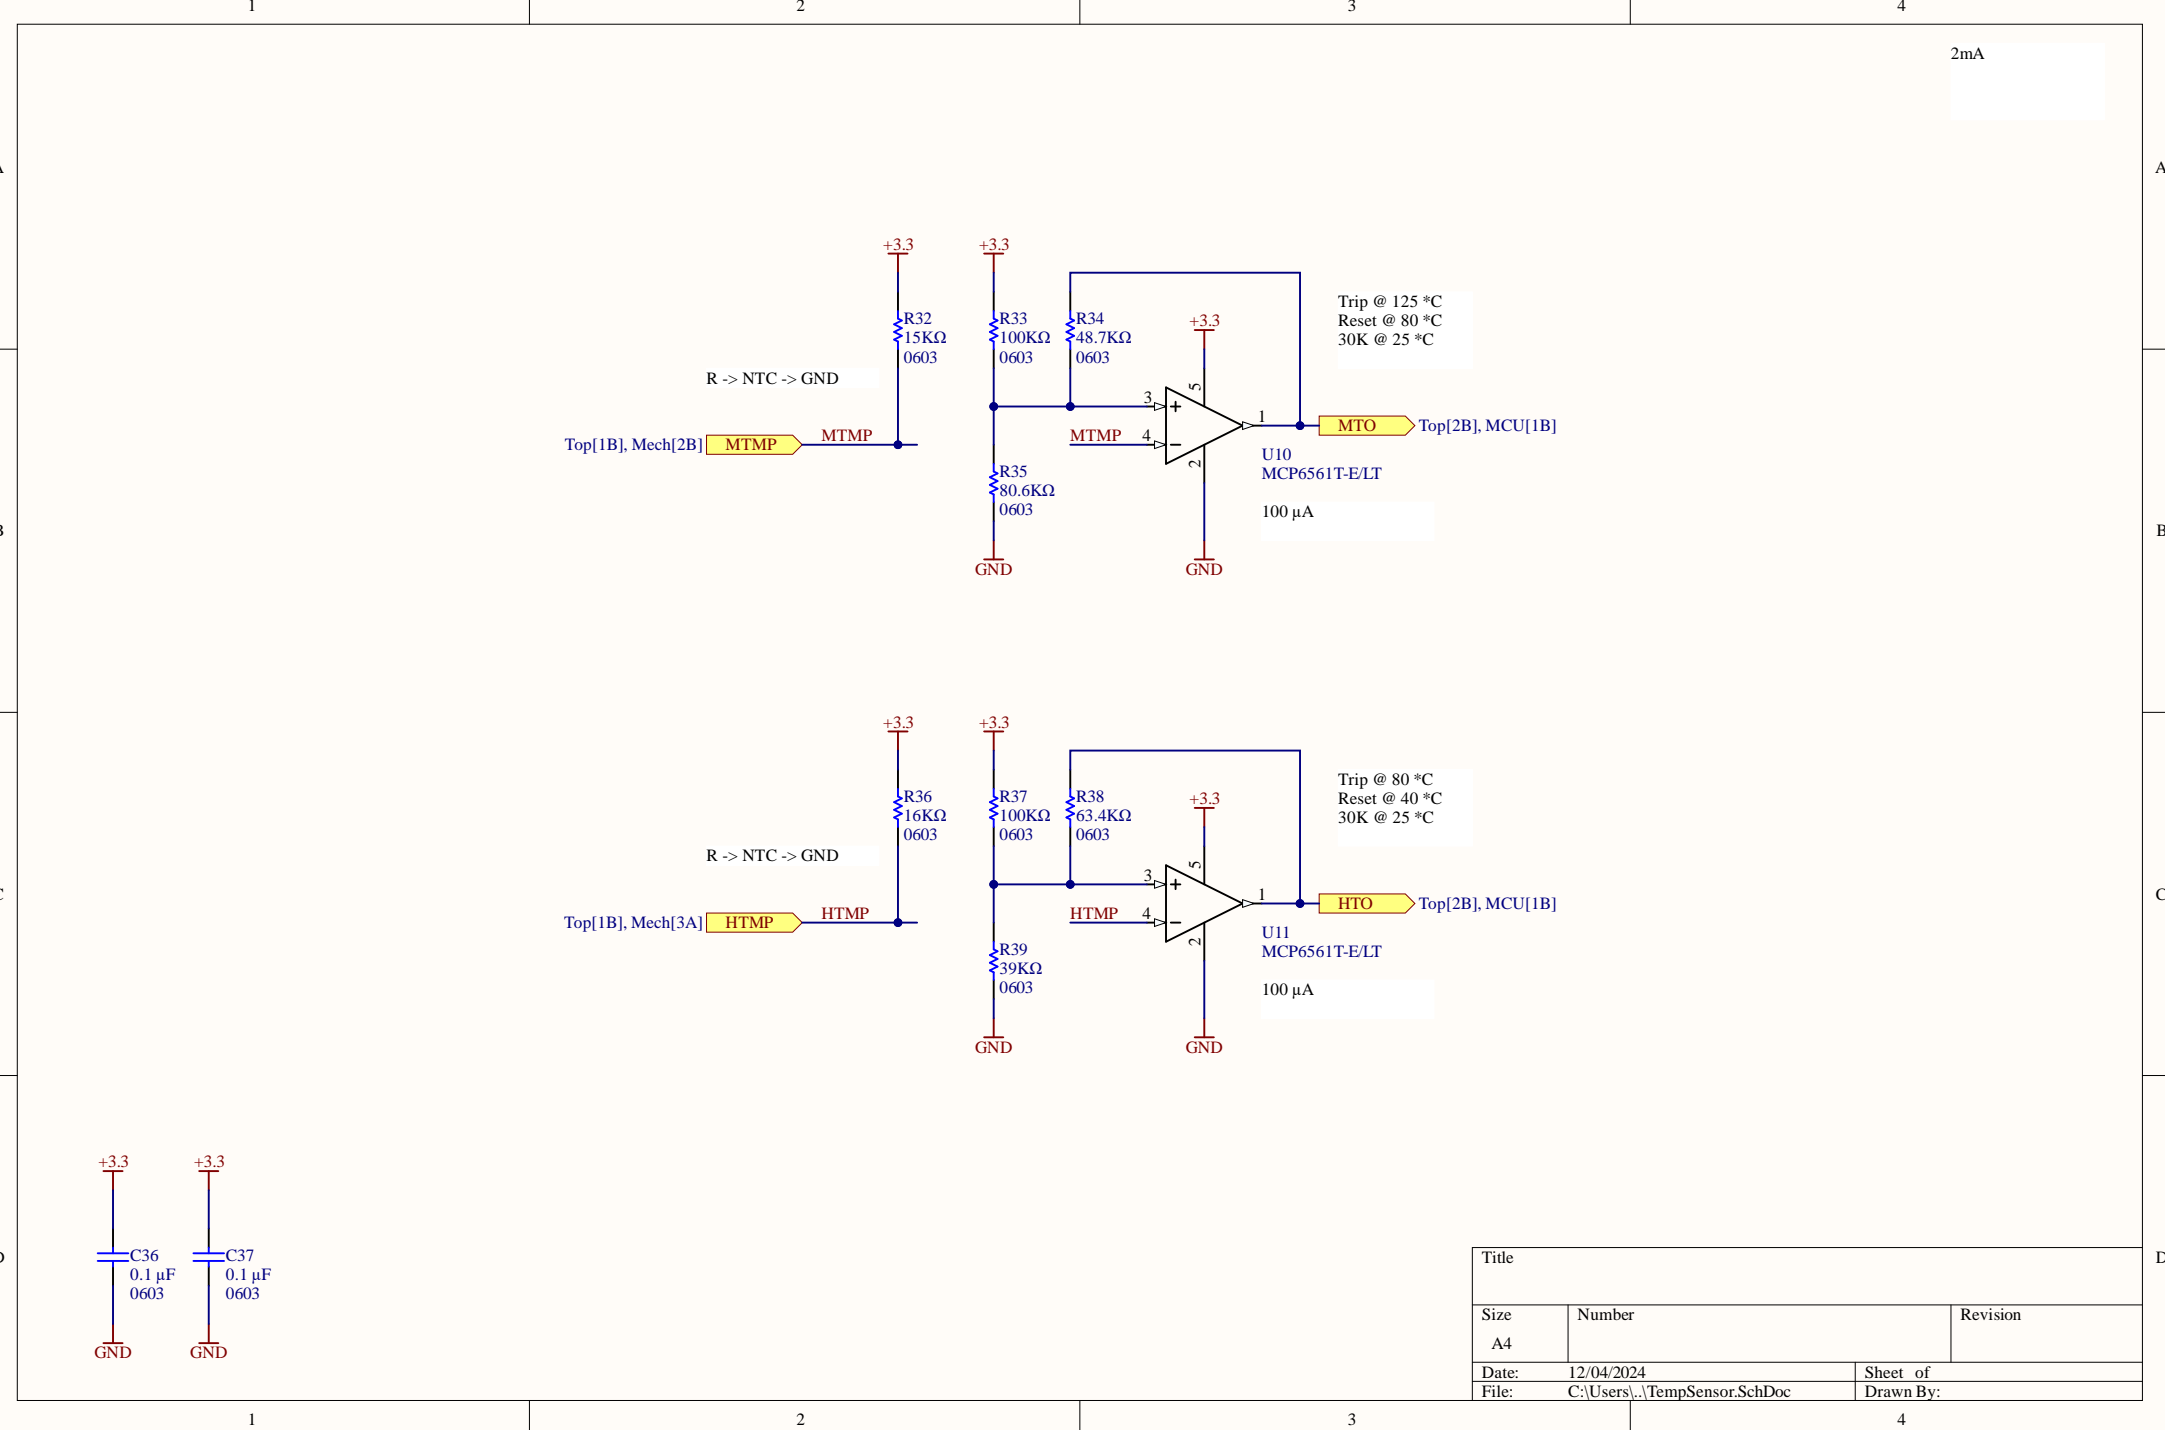 1 2 3 4
2mA
A A
+3.3 +3.3
R32 R33 R34
15KΩ 100KΩ 48.7KΩ
0603 0603 0603
+3.3
Trip @ 125 *C
Reset @ 80 *C
30K @ 25 *C
R -> NTC -> GND
5
3
Top[1B], Mech[2B] MTMP MTMP
MTMP 4
1 MTO Top[2B], MCU[1B]
2
U10
MCP6561T-E/LT
R35
80.6KΩ
0603
100 µA
B B
GND GND
+3.3 +3.3
R36 R37 R38
16KΩ 100KΩ 63.4KΩ
0603 0603 0603
+3.3
Trip @ 80 *C
Reset @ 40 *C
30K @ 25 *C
R -> NTC -> GND
5
3
C C
Top[1B], Mech[3A] HTMP HTMP
HTMP 4
1 HTO Top[2B], MCU[1B]
2
U11
MCP6561T-E/LT
R39
39KΩ
0603
100 µA
GND GND
+3.3 +3.3
C36 C37
0.1 µF 0.1 µF
0603 0603
GND GND
D D
Title
Size Number Revision
A4
Date: 12/04/2024 Sheet of
File: C:\Users\..\TempSensor.SchDoc Drawn By:
1 2 3 4